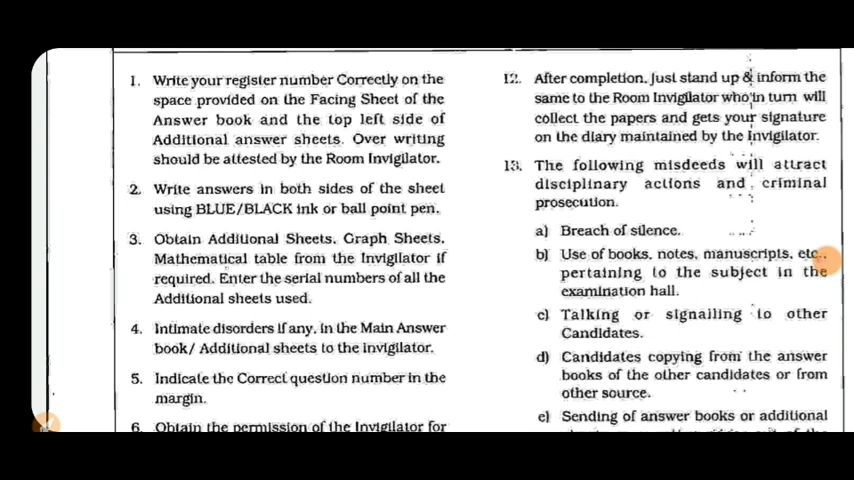 1. Write your register number Correctly on the
space provided on the Facing Sheet of the
Answer book and the top left side of
Additional answer sheets. Over writing
should be attested by the Room Invigilator.
2. Write answers in both sides of the sheet
using BLUE/BLACK ink or ball point pen.
3. Obtain Additional Sheets, Graph Sheets,
Mathematical table from the Invigilator if
required. Enter the serial numbers of all the
Additional sheets used.
4. Intimate disorders if any, in the Main Answer
book/ Additional sheets to the invigilator.
5. Indicate the Correct question number in the
margin.
6. Obtain the permission of the Invigilator for
12. After completion, Just stand up & inform the
same to the Room Invigilator who in turn will
collect the papers and gets your signature
on the diary maintained by the Invigilator.
13. The following misdeeds will attract
disciplinary actions and criminal
prosecution.
a) Breach of silence.
b) Use of books, notes, manuscripts, etc.,
pertaining to the subject in the
examination hall.
c) Talking or signalling to other
Candidates.
d) Candidates copying from the answer
books of the other candidates or from
other source.
e) Sending of answer books or additional